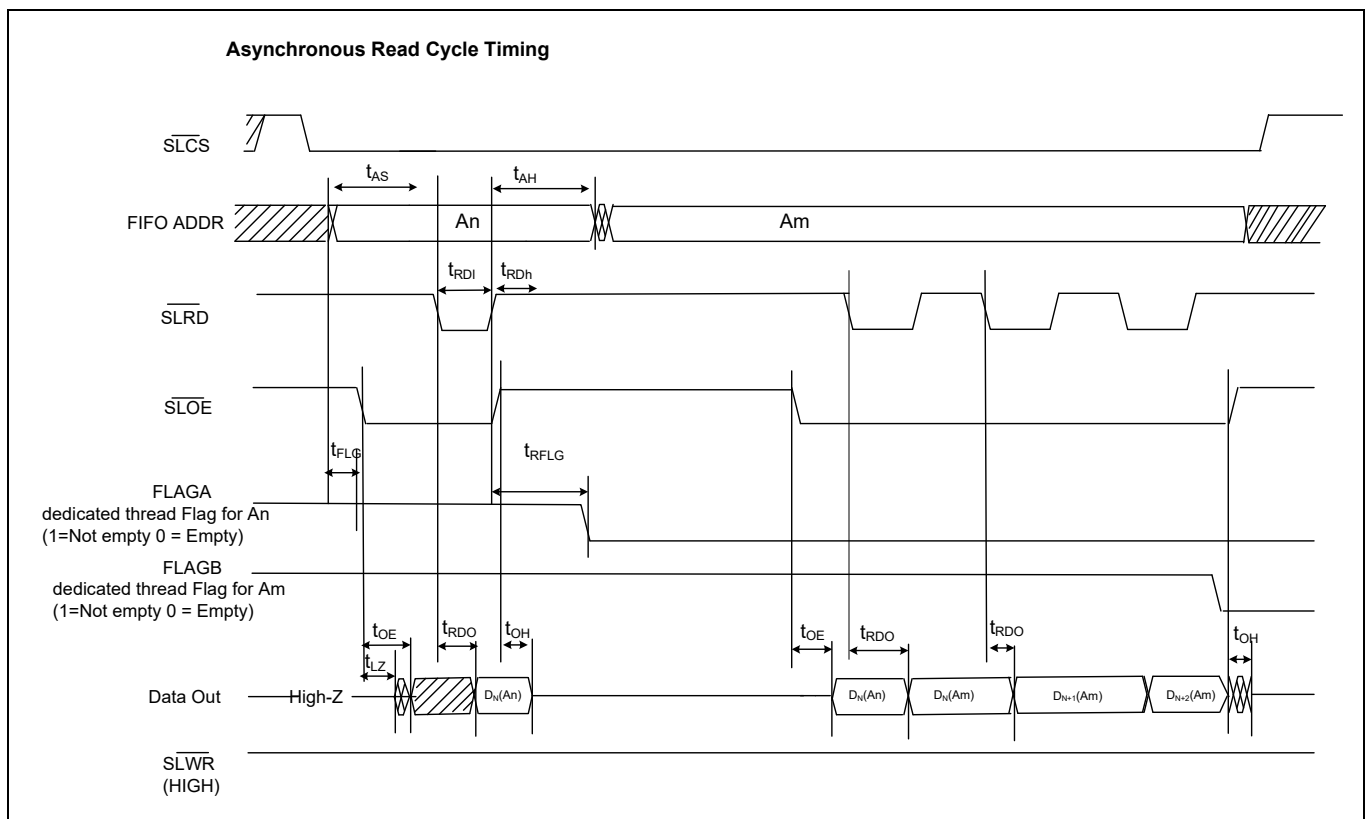 Asynchronous Read Cycle Timing
SLCS
tAS
tAH
FIFO ADDR
An
Am
tRDl
tRDh
SLRD
SLOE
tFLG
tRFLG
FLAGA
dedicated thread Flag for An
(1=Not empty 0 = Empty)
FLAGB
dedicated thread Flag for Am
(1=Not empty 0 = Empty)
tOE
tRDO
tOH
tOE
tRDO
tRDO
tOH
tLZ
Data Out
High-Z
DN(An)
DN(An)
DN(Am)
DN+1(Am)
DN+2(Am)
SLWR
(HIGH)